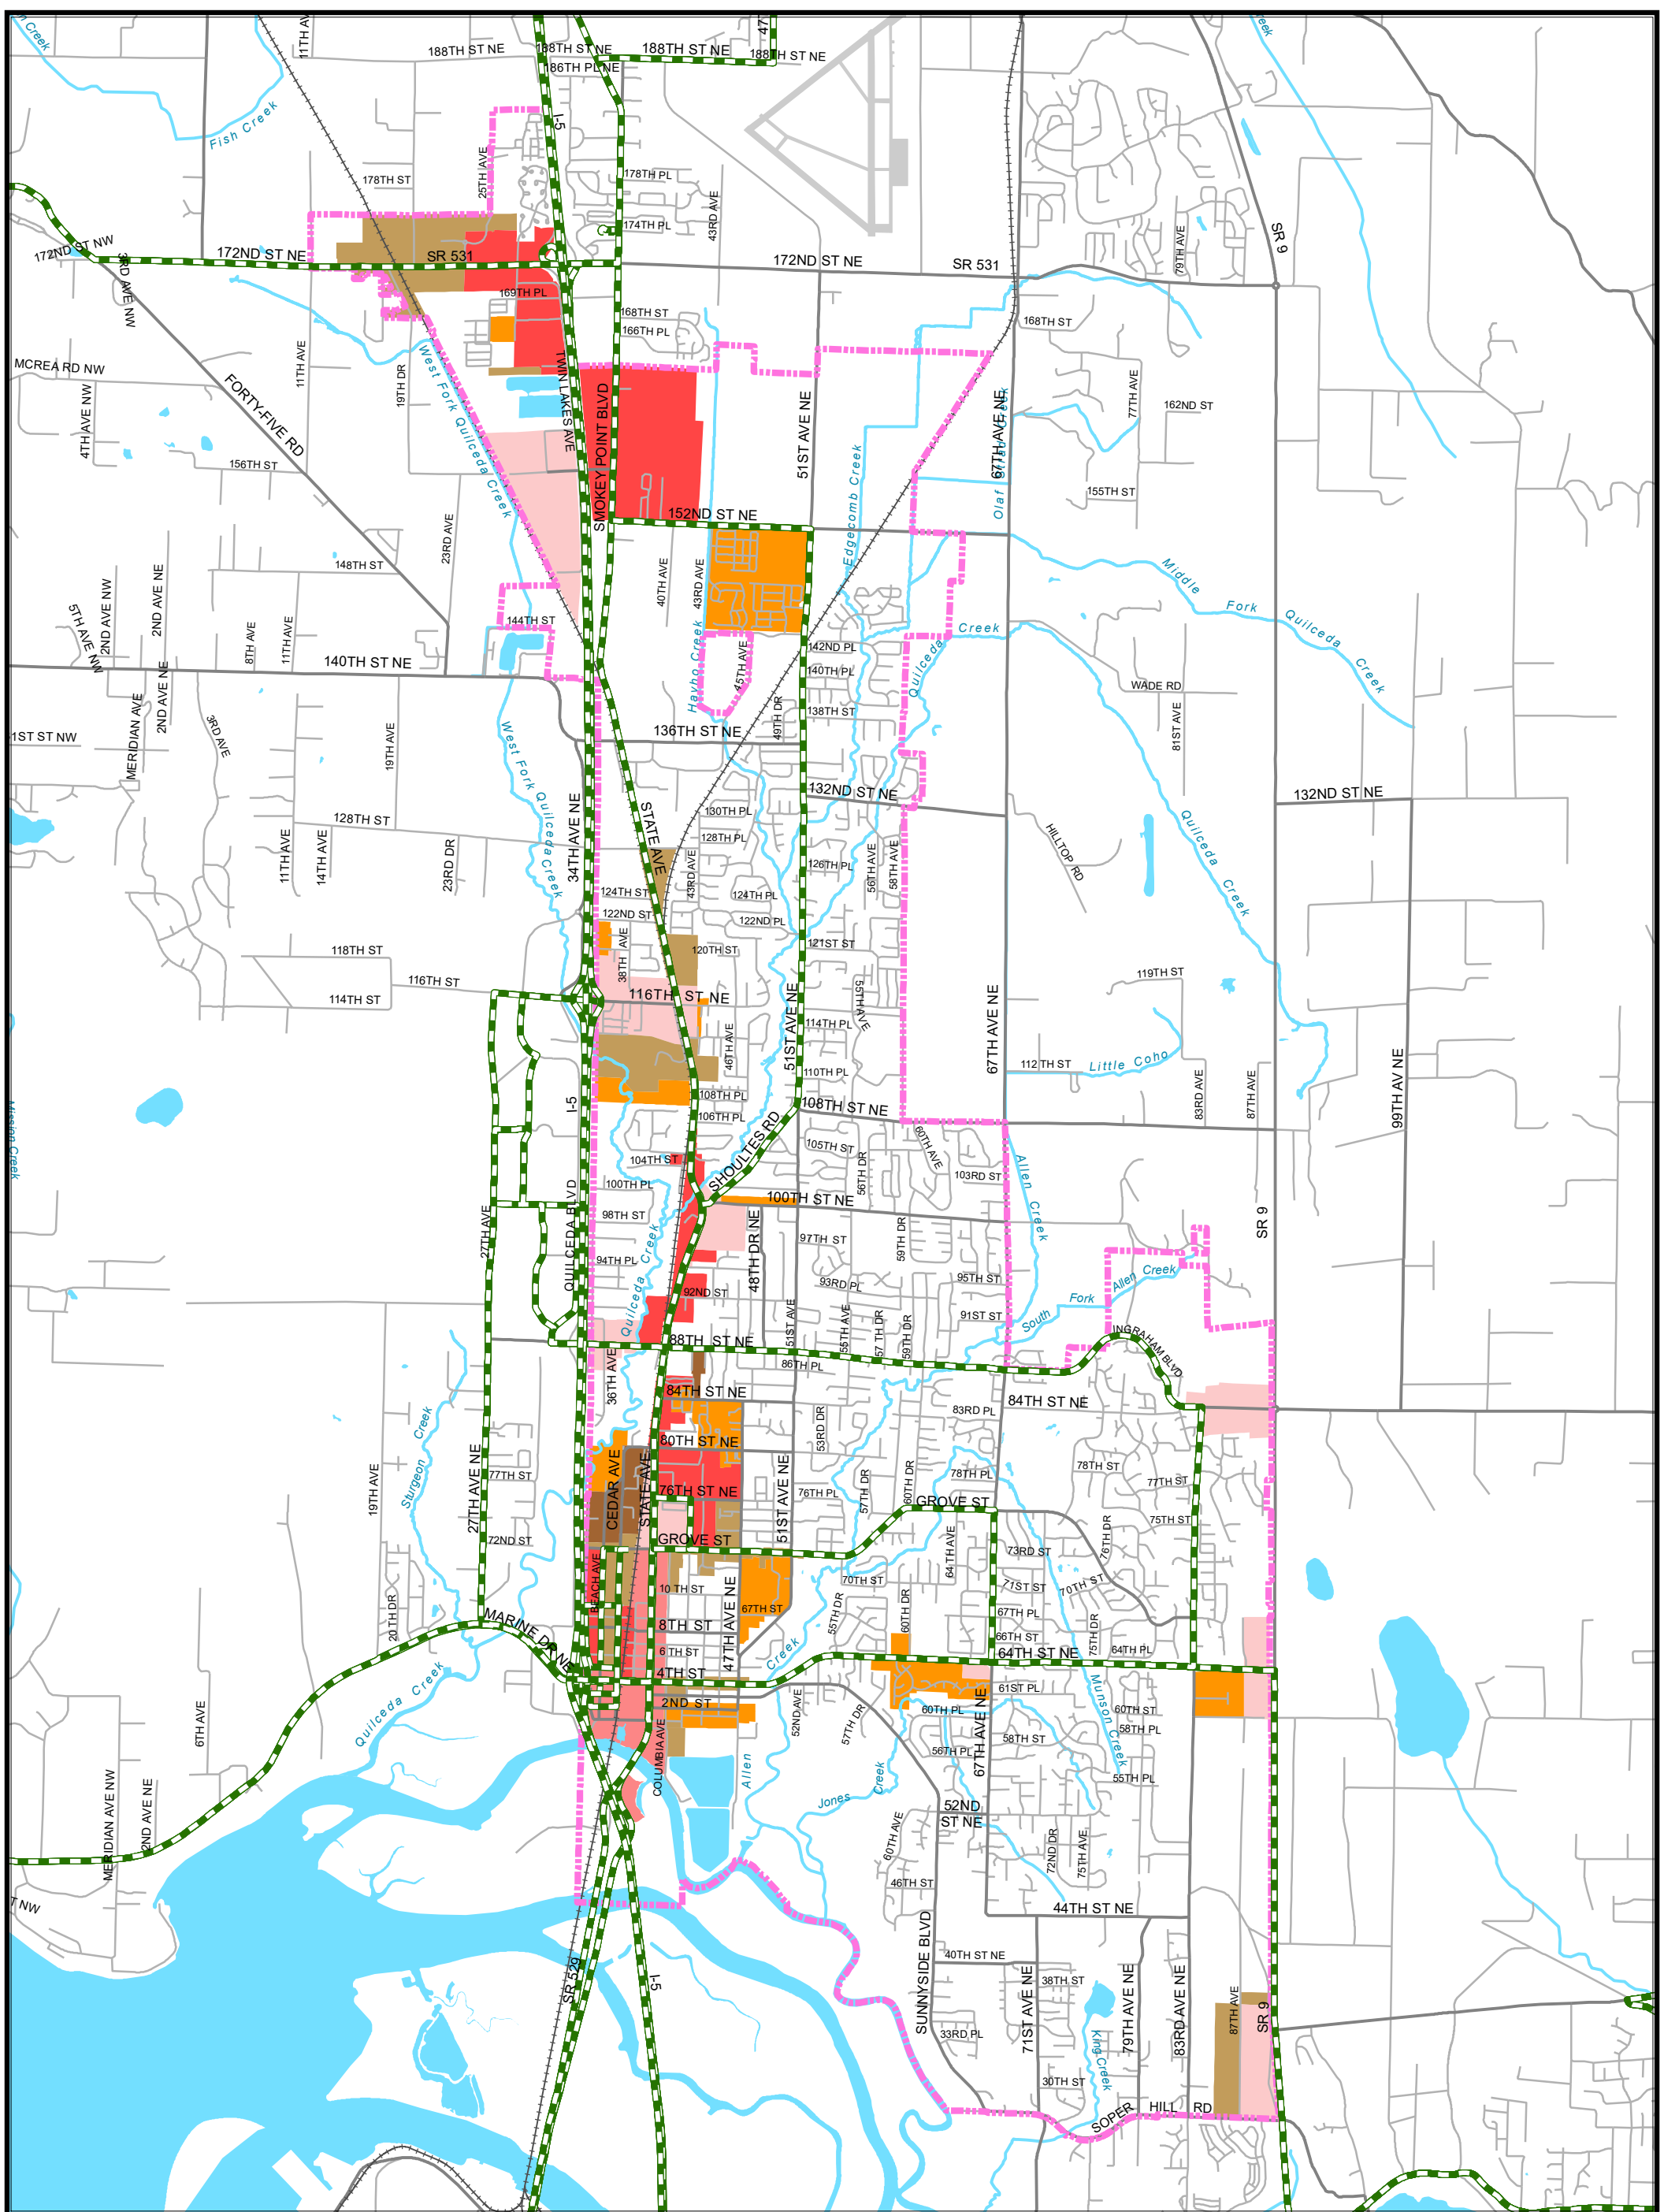 188TH ST NE
188TH ST NE
188TH ST NE
188TH ST NE
186TH PL NE
11TH AV
47T
Creek
Fish Creek
I-5
25TH AVE
178TH ST
178TH PL
174TH PL
43RD AVE
79TH AVE
SR 9
172ND ST NW
3RD AVE NW
172ND ST NE
SR 531
172ND ST NE
SR 531
169TH PL
168TH ST
166TH PL
168TH ST
MCREA RD NW
4TH AVE NW
FORTY-FIVE RD
11TH AVE
19TH DR
West Fork Quilceda Creek
TWIN LAKES AVE
SMOKEY POINT BLVD
51ST AVE NE
Edgecomb Creek
67TH AVE NE
77TH AVE
162ND ST
156TH ST
155TH ST
152ND ST NE
23RD AVE
148TH ST
40TH AVE
43RD AVE
Hayho Creek
Middle Fork Quilceda Creek
5TH AVE NW
2ND AVE NW
2ND AVE NE
8TH AVE
11TH AVE
144TH ST
45TH AVE
142ND PL
140TH PL
Quilceda Creek
140TH ST NE
WADE RD
81ST AVE
138TH ST
49TH DR
136TH ST NE
1ST ST NW
MERIDIAN AVE
2ND AVE NE
3RD AVE
19TH AVE
West Fork Quilceda Creek
132ND ST NE
132ND ST NE
34TH AVE NE
STATE AVE
130TH PL
128TH PL
128TH ST
11TH AVE
14TH AVE
23RD DR
43RD AVE
126TH PL
56TH AVE
58TH AVE
HILLTOP RD
Quilceda Creek
124TH ST
124TH PL
122ND ST
122ND PL
38TH AVE
120TH ST
121ST ST
118TH ST
116TH ST
114TH ST
116TH ST NE
119TH ST
55TH AVE
114TH PL
51ST AVE NE
46TH AVE
67TH AVE NE
112TH ST
Little Coho
110TH PL
83RD AVE
87TH AVE
99TH AV NE
I-5
108TH PL
106TH PL
108TH ST NE
SHOULTES RD
Mission Creek
104TH ST
105TH ST
60TH AVE
56TH DR
103RD ST
Allen Creek
100TH PL
100TH ST NE
27TH AVE
QUILCEDA BLVD
98TH ST
97TH ST
59TH DR
SR 9
94TH PL
Quilceda Creek
48TH DR NE
93RD PL
95TH ST
92ND ST
91ST ST
South Fork Allen Creek
51ST AVE
55TH AVE
57TH DR
59TH DR
88TH ST NE
86TH PL
INGRAHAM BLVD
36TH AVE
84TH ST NE
84TH ST NE
83RD PL
53RD DR
80TH ST NE
Sturgeon Creek
19TH AVE
27TH AVE NE
77TH ST
CEDAR AVE
STATE AVE
76TH ST NE
51ST AVE NE
76TH PL
57TH DR
60TH DR
78TH PL
78TH ST
77TH ST
GROVE ST
75TH ST
76TH DR
72ND ST
GROVE ST
64TH AVE
73RD ST
BEACH AVE
10 TH ST
47TH AVE NE
70TH ST
71ST ST
70TH ST
20TH DR
67TH ST
67TH PL
MARINE DR NE
8TH ST
55TH DR
60TH DR
66TH ST
75TH DR
64TH PL
6TH ST
64TH ST NE
4TH ST
Creek
61ST PL
Munson Creek
Quilceda Creek
6TH AVE
2ND ST
52ND AVE
57TH DR
60TH PL
67TH AVE NE
60TH ST
58TH PL
58TH ST
56TH PL
55TH PL
COLUMBIA AVE
Allen
Jones Creek
52ND ST NE
60TH AVE
72ND DR
75TH AVE
MERIDIAN AVE NW
2ND AVE NE
46TH ST
T NW
44TH ST NE
SUNNYSIDE BLVD
40TH ST NE
SR 529
I-5
38TH ST
71ST AVE NE
79TH AVE NE
83RD AVE NE
87TH AVE
SR 9
33RD PL
King Creek
30TH ST
SOPER HILL RD